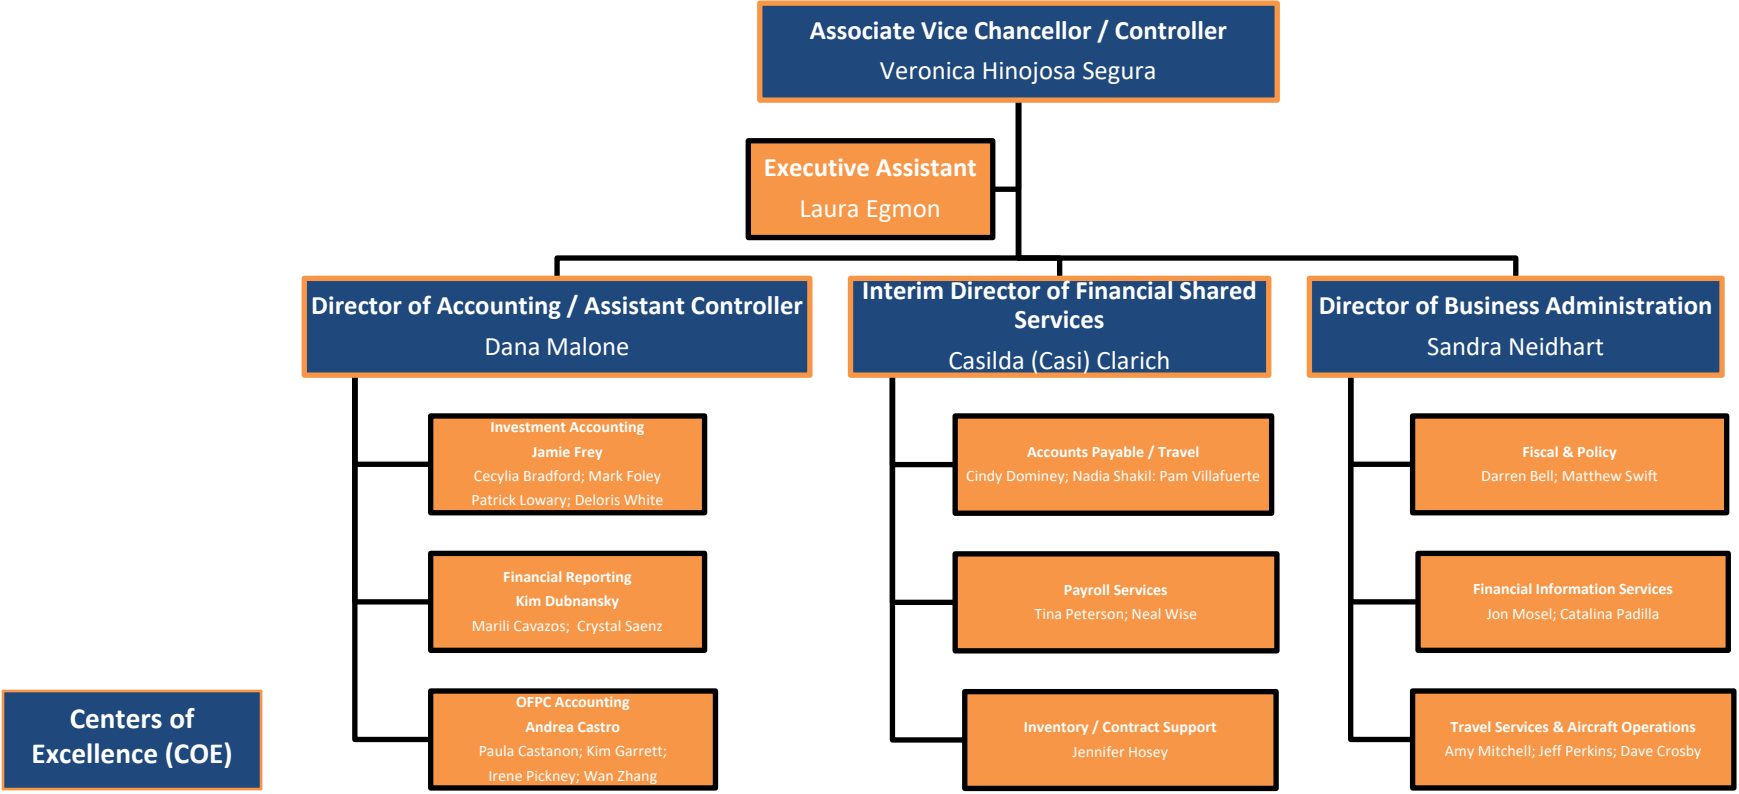 Associate Vice Chancellor / Controller
Veronica Hinojosa Segura
Executive Assistant
Laura Egmon
Director of Accounting / Assistant Controller
Dana Malone
Interim Director of Financial Shared
Services
Casilda (Casi) Clarich
Director of Business Administration
Sandra Neidhart
Investment Accounting
Jamie Frey
Cecylia Bradford; Mark Foley
Patrick Lowary; Deloris White
Accounts Payable / Travel
Cindy Dominey; Nadia Shakil: Pam Villafuerte
Fiscal & Policy
Darren Bell; Matthew Swift
Financial Reporting
Kim Dubnansky
Marili Cavazos; Crystal Saenz
Payroll Services
Tina Peterson; Neal Wise
Financial Information Services
Jon Mosel; Catalina Padilla
OFPC Accounting
Andrea Castro
Paula Castanon; Kim Garrett;
Irene Pickney; Wan Zhang
Inventory / Contract Support
Jennifer Hosey
Travel Services & Aircraft Operations
Amy Mitchell; Jeff Perkins; Dave Crosby
Centers of
Excellence (COE)